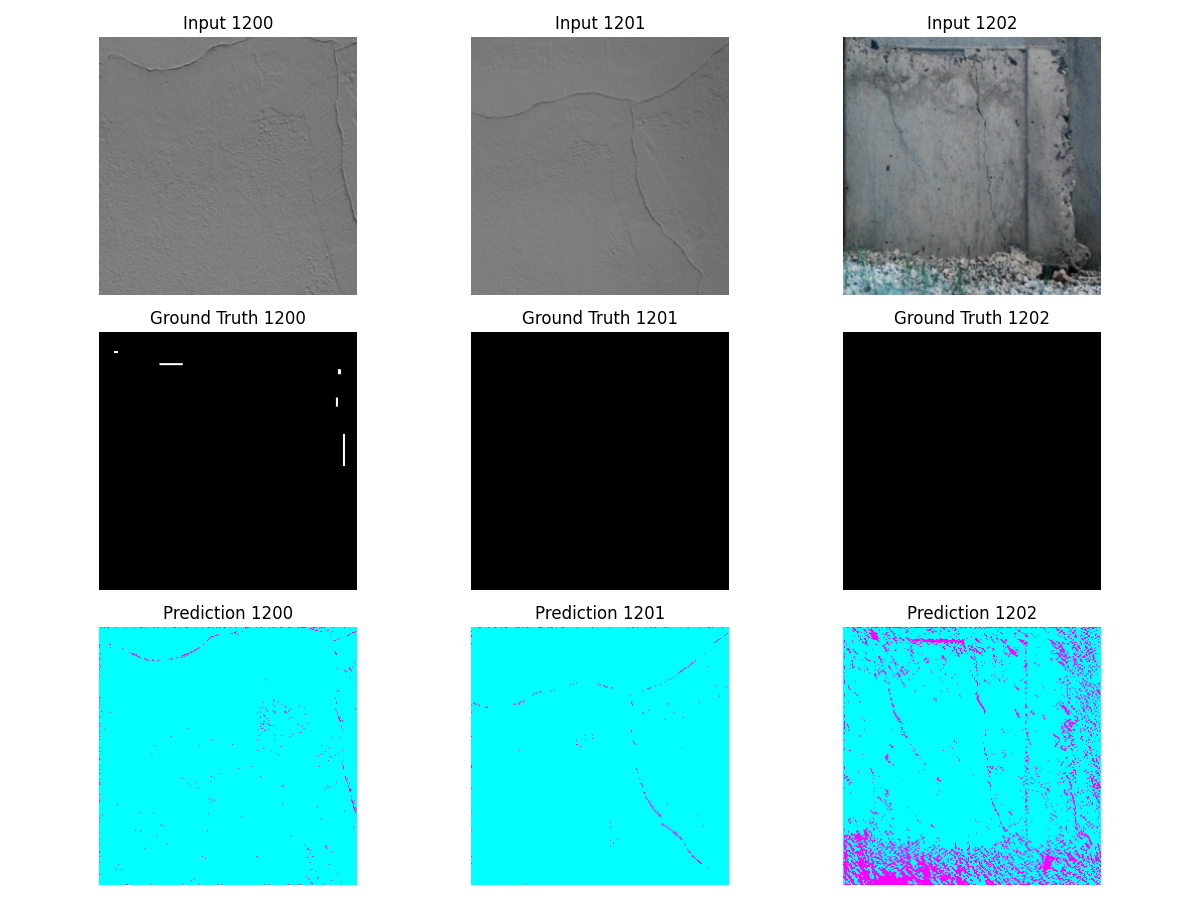 Input 1200
Input 1201
Input 1202
Ground Truth 1200
Ground Truth 1201
Ground Truth 1202
Prediction 1200
Prediction 1201
Prediction 1202